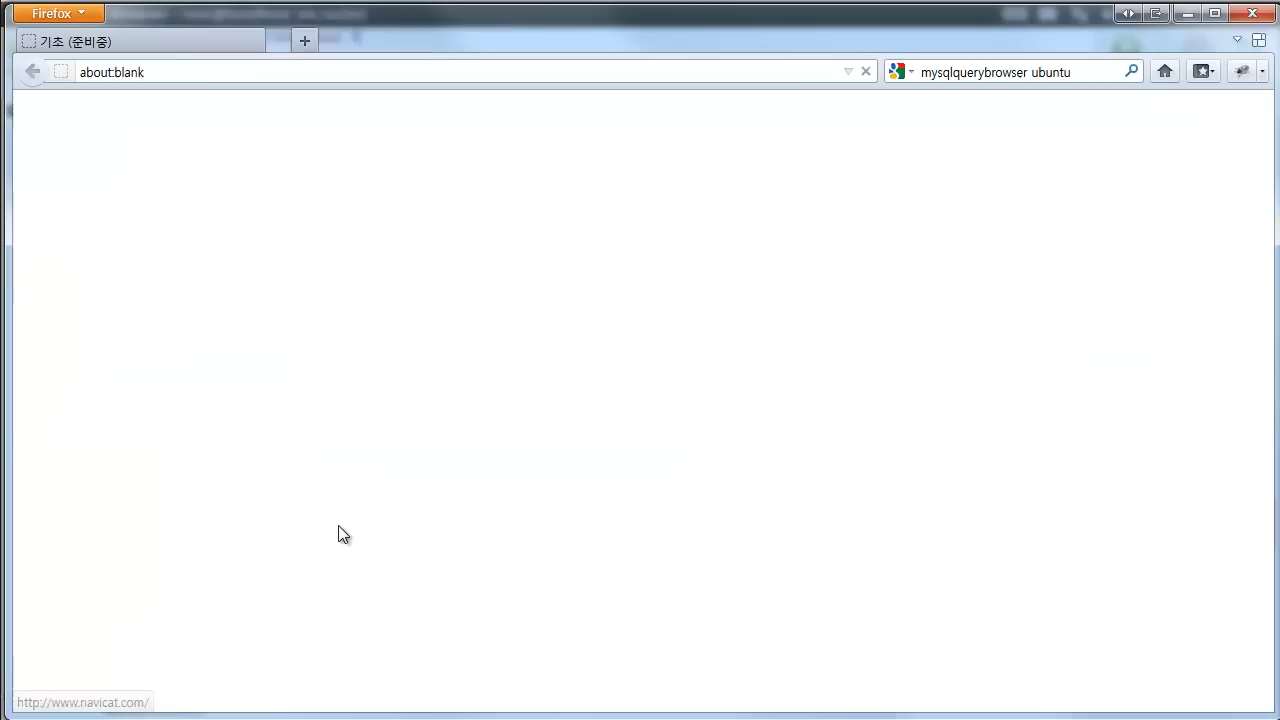 Firefox
기초 (준비중)
about:blank
mysqlquerybrowser ubuntu
http://www.navicat.com/